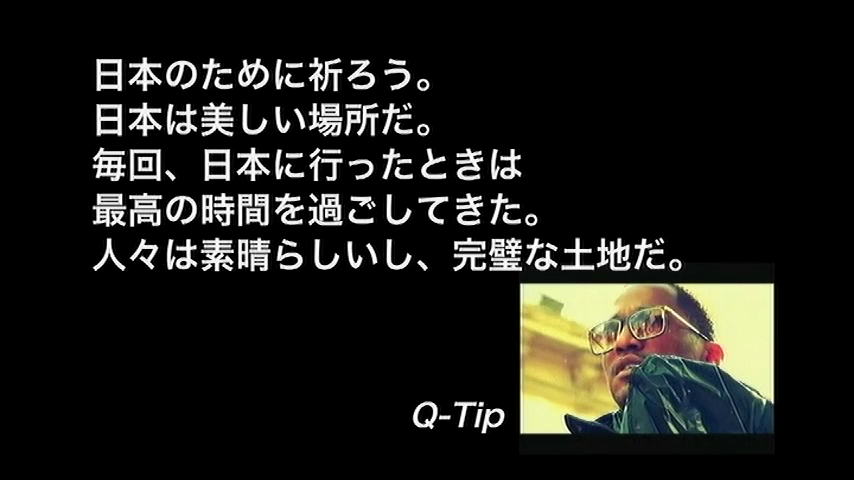 日本のために祈ろう。
日本は美しい場所だ。
毎回、日本に行ったときは
最高の時間を過ごしてきた。
人々は素晴らしいし、完璧な土地だ。
Q-Tip